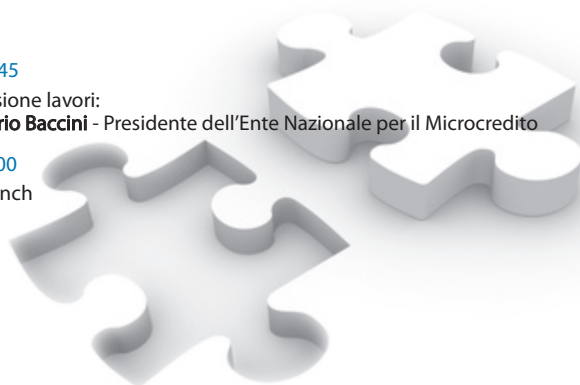 45
sione lavori:
rio Baccini - Presidente dell'Ente Nazionale per il Microcredito
00
nch